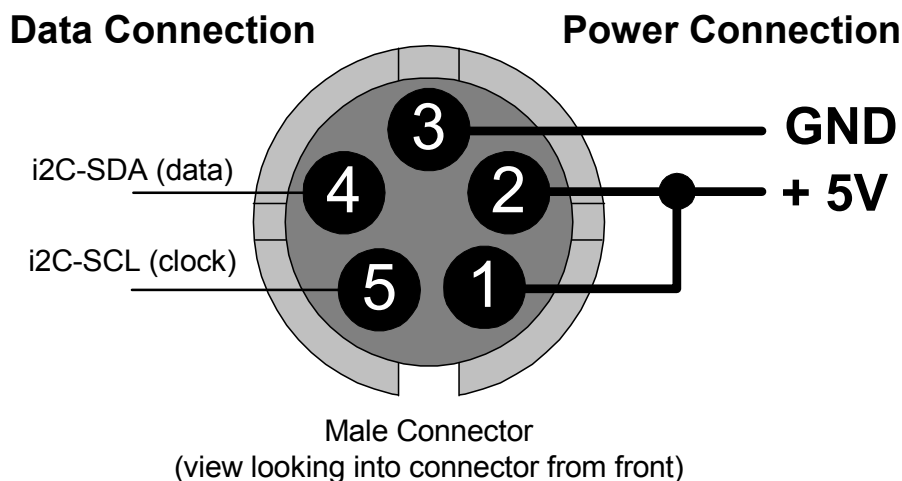 Data Connection
Power Connection
3
GND
i2C-SDA (data)
4
2
+ 5V
i2C-SCL (clock)
5
1
Male Connector
(view looking into connector from front)